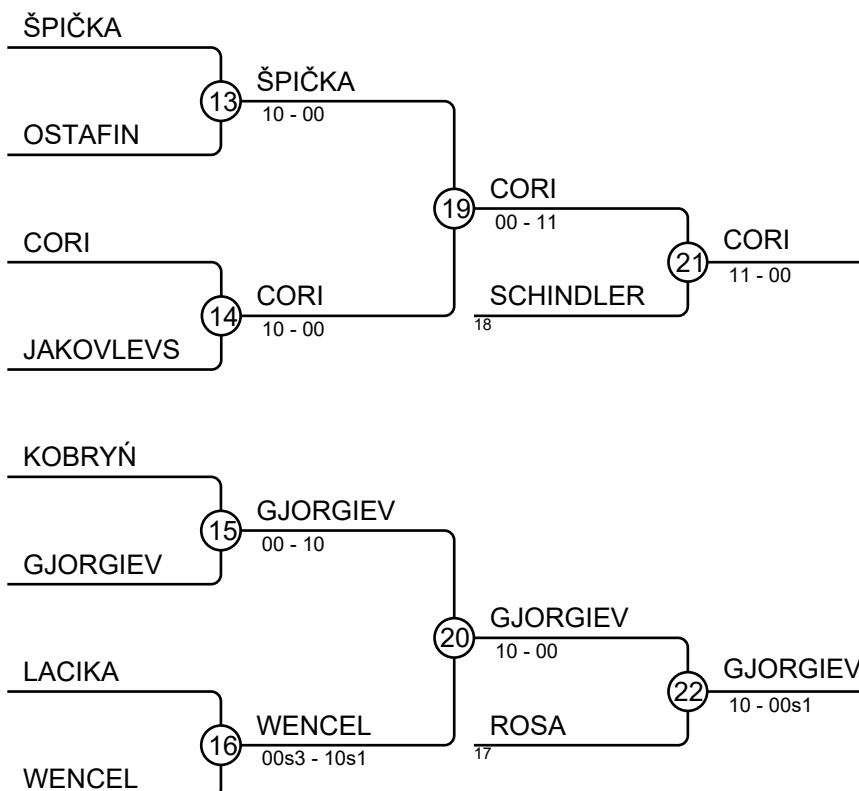 ŠPIČKA
13
ŠPIČKA
10 - 00
OSTAFIN
19
CORI
00 - 11
CORI
14
CORI
10 - 00
JAKOVLEVS
21
CORI
11 - 00
SCHINDLER
18
KOBRYŃ
15
GJORGIEV
00 - 10
GJORGIEV
20
GJORGIEV
10 - 00
LACIKA
16
WENCEL
00s3 - 10s1
WENCEL
22
GJORGIEV
10 - 00s1
ROSA
17